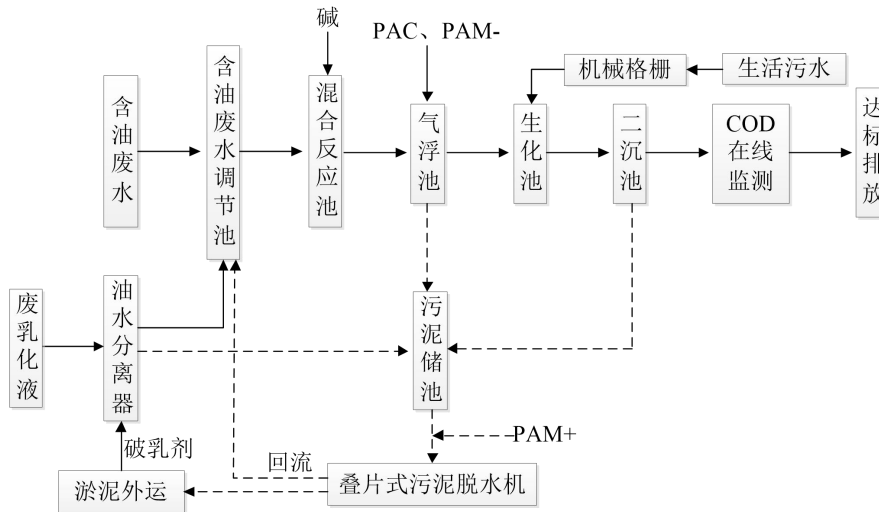 碱
PAC、PAM-
机械格栅
生活污水
含油废水
含油废水调节池
混合反应池
气浮池
生化池
二沉池
COD
在线
监测
达标排放
废乳化液
油水分离器
污泥储池
破乳剂
回流
PAM+
淤泥外运
叠片式污泥脱水机